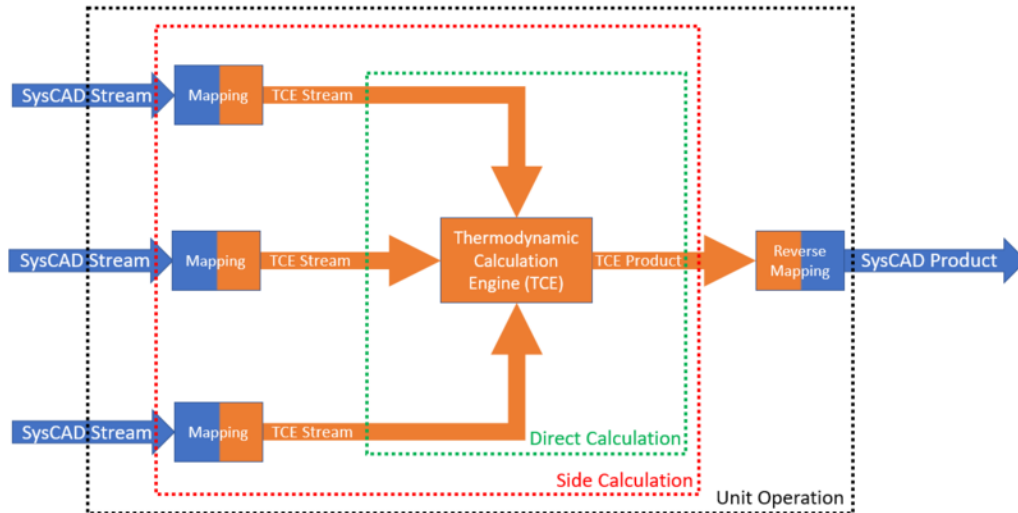 SysCAD Stream
Mapping
TCE Stream
SysCAD Stream
Mapping
TCE Stream
Thermodynamic
Calculation
Engine (TCE)
TCE Product
Reverse
Mapping
SysCAD Product
SysCAD Stream
Mapping
TCE Stream
Direct Calculation
Side Calculation
Unit Operation